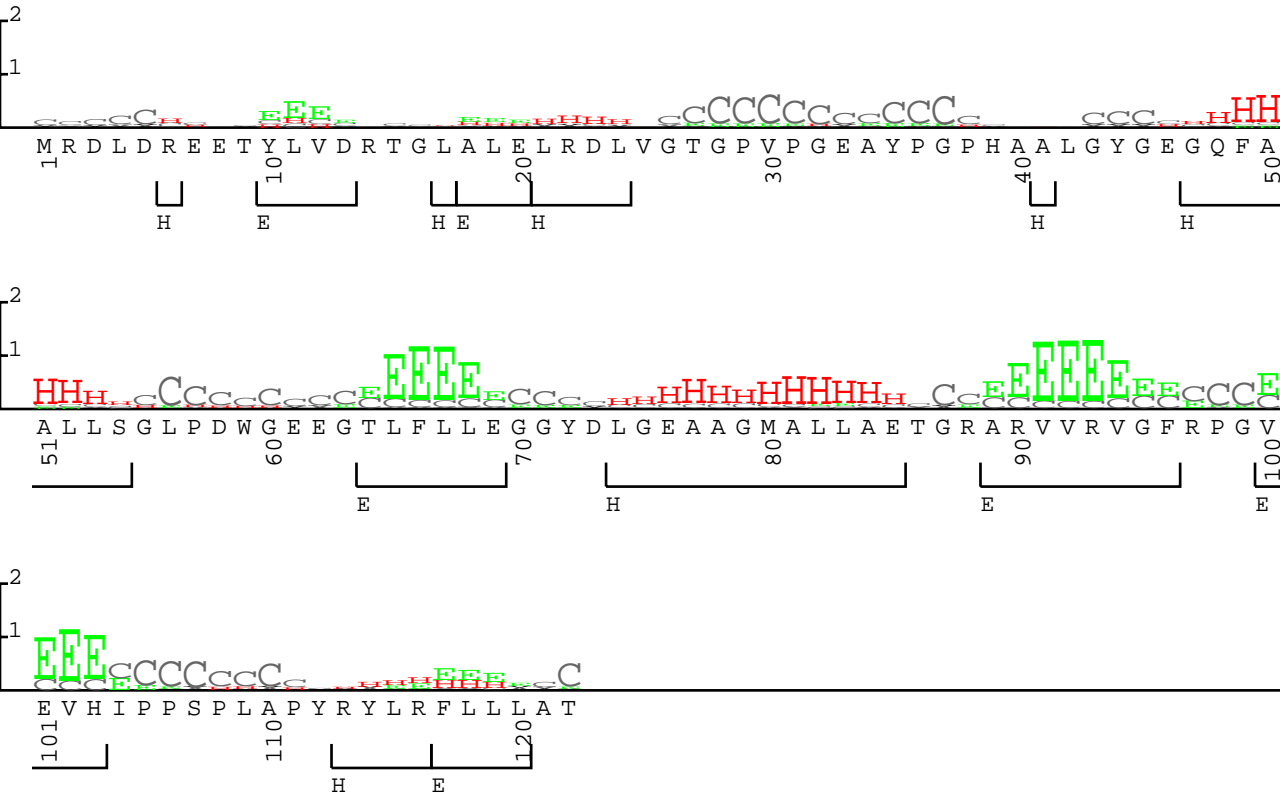 2
1
C C C C C H E E E E E E H H H H C C C C C C C C C C C C C C C C H H H
M R D L D R E E T Y L V D R T G L A L E L R D L V G T G P V P G E A Y P G P H A A L G Y G E G Q F A
1 10 20 30 40 50
H E H E H H H
2
1
H H H H C C C C C C C C C E E E E E E C C C C H H H H H H H H H H H H C C E E E E E E E E C C C E
A L L S G L P D W G E E G T L F L L E G G Y D L G E A A G M A L L A E T G R A R V V R V G F R P G V
51 60 70 80 90 100
E H E E
2
1
E E E C C C C C C C C H H H E E E C
E V H I P P S P L A P Y R Y L R F L L L A T
101 110 120
H E